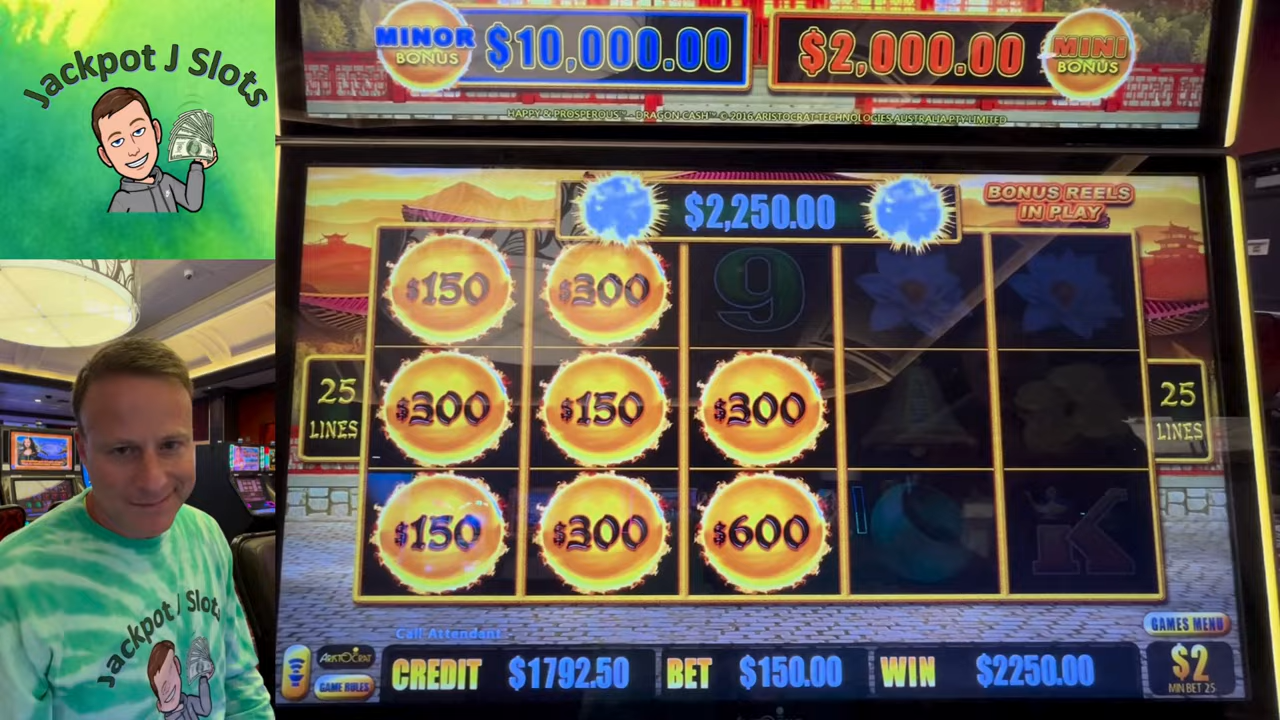 Jackpot J Slots
MINOR
BONUS
$10,000.00
$2,000.00
MINI
BONUS
HAPPY & PROSPEROUS™ - DRAGON CASH™ © 2016 ARISTOCRAT TECHNOLOGIES AUSTRALIA PTY LIMITED
$2,250.00
BONUS REELS
IN PLAY
$150
$300
9
25
LINES
$300
$150
$300
25
LINES
$150
$300
$600
K
Jackpot J Slots
Call Attendant
GAMES MENU
ARISTOCRAT
GAME RULES
CREDIT $1792.50
BET $150.00
WIN $2250.00
$2
MIN BET 25